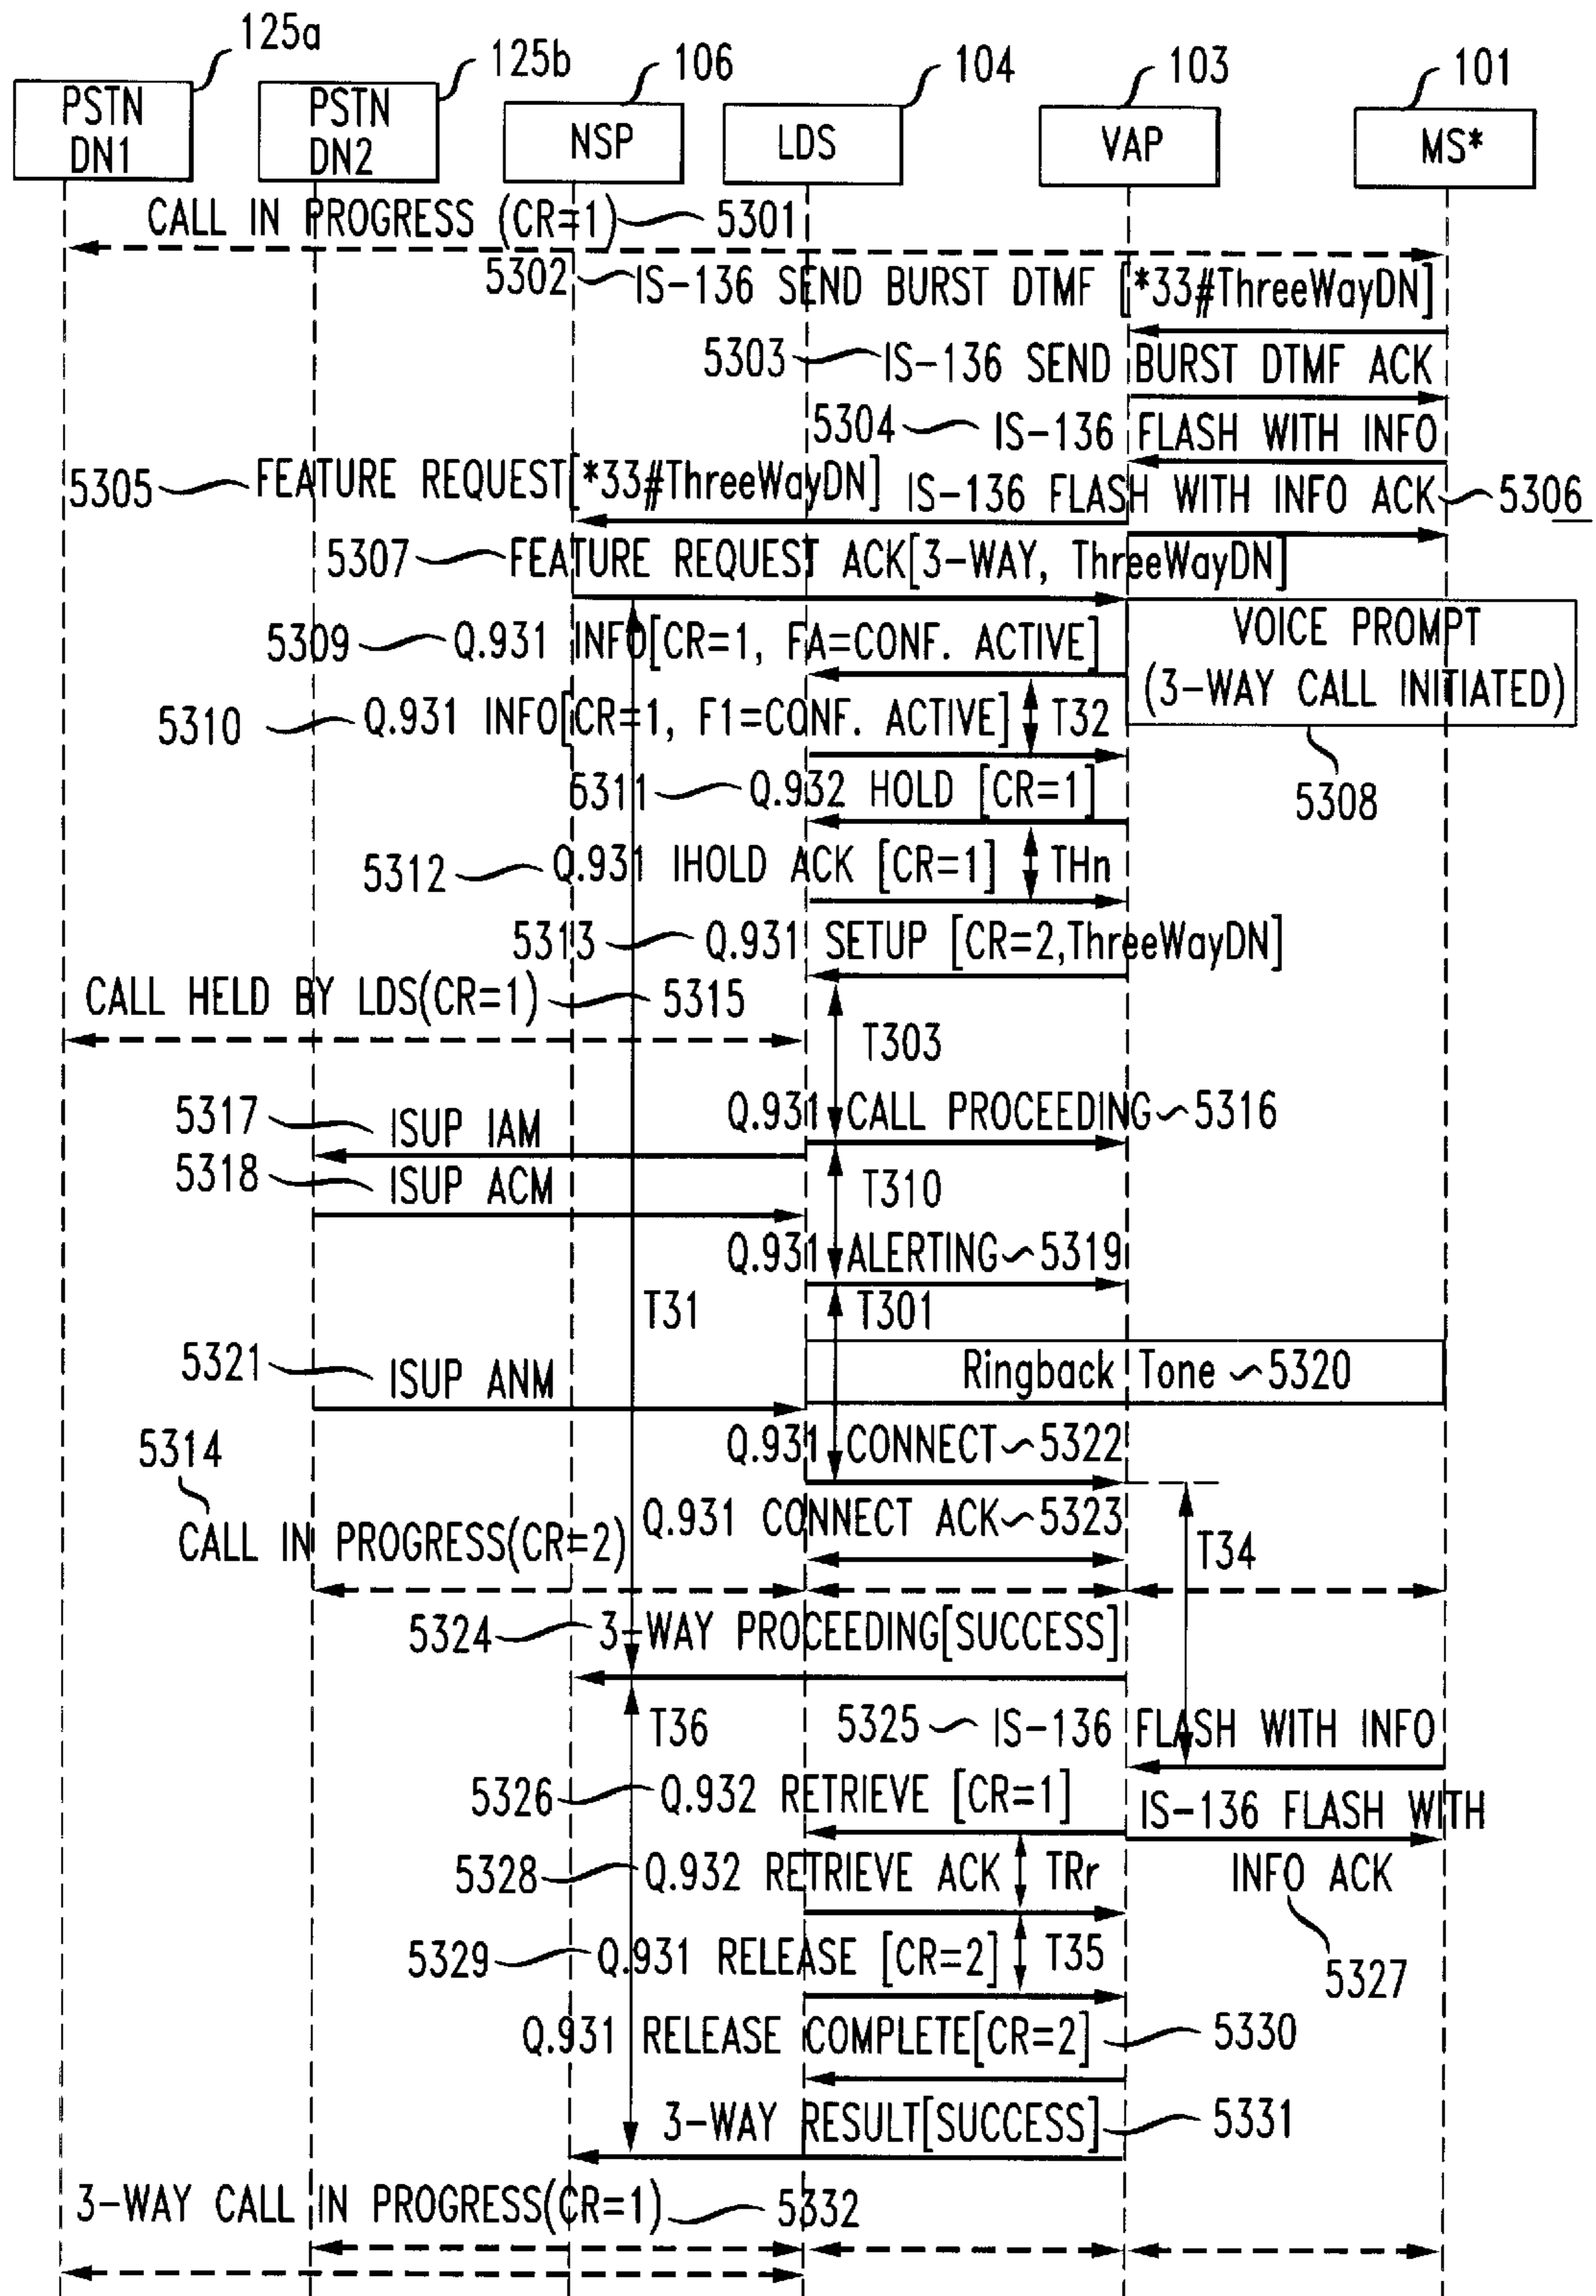 125a
125b
106
104
103
101
PSTN
DN1
PSTN
DN2
NSP
LDS
VAP
MS*
CALL IN PROGRESS (CR=1) 5301
5302 IS-136 SEND BURST DTMF [*33#ThreeWayDN]
5303 IS-136 SEND BURST DTMF ACK
5304 IS-136 FLASH WITH INFO
5305 FEATURE REQUEST[*33#ThreeWayDN]
IS-136 FLASH WITH INFO ACK 5306
5307 FEATURE REQUEST ACK[3-WAY, ThreeWayDN]
VOICE PROMPT
(3-WAY CALL INITIATED)
5308
5309 Q.931 INFO[CR=1, FA=CONF. ACTIVE]
5310 Q.931 INFO[CR=1, F1=CONF. ACTIVE] T32
6311 Q.932 HOLD [CR=1]
5312 Q.931 IHOLD ACK [CR=1] THn
5313 Q.931 SETUP [CR=2,ThreeWayDN]
CALL HELD BY LDS(CR=1) 5315
T303
5317 ISUP IAM
Q.931 CALL PROCEEDING 5316
5318 ISUP ACM
T310
Q.931 ALERTING 5319
T31
T301
5321 ISUP ANM
Ringback Tone 5320
5314
Q.931 CONNECT 5322
Q.931 CONNECT ACK 5323
CALL IN PROGRESS(CR=2)
T34
5324 3-WAY PROCEEDING[SUCCESS]
T36
5325 IS-136 FLASH WITH INFO
5326 Q.932 RETRIEVE [CR=1]
IS-136 FLASH WITH
INFO ACK
5327
5328 Q.932 RETRIEVE ACK TRr
5329 Q.931 RELEASE [CR=2] T35
Q.931 RELEASE COMPLETE[CR=2] 5330
3-WAY RESULT[SUCCESS] 5331
3-WAY CALL IN PROGRESS(CR=1) 5332